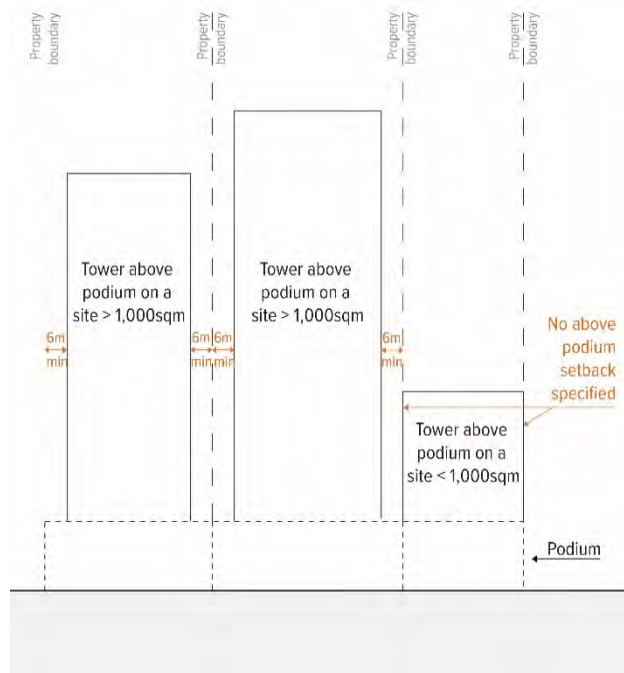 Property
boundary
Property
boundary
Property
boundary
Property
boundary
Tower above
podium on a
site > 1,000sqm
Tower above
podium on a
site > 1,000sqm
6m
min
6m
min
6m
6m
min
No above
podium
setback
specified
Tower above
podium on a
site < 1,000sqm
Podium